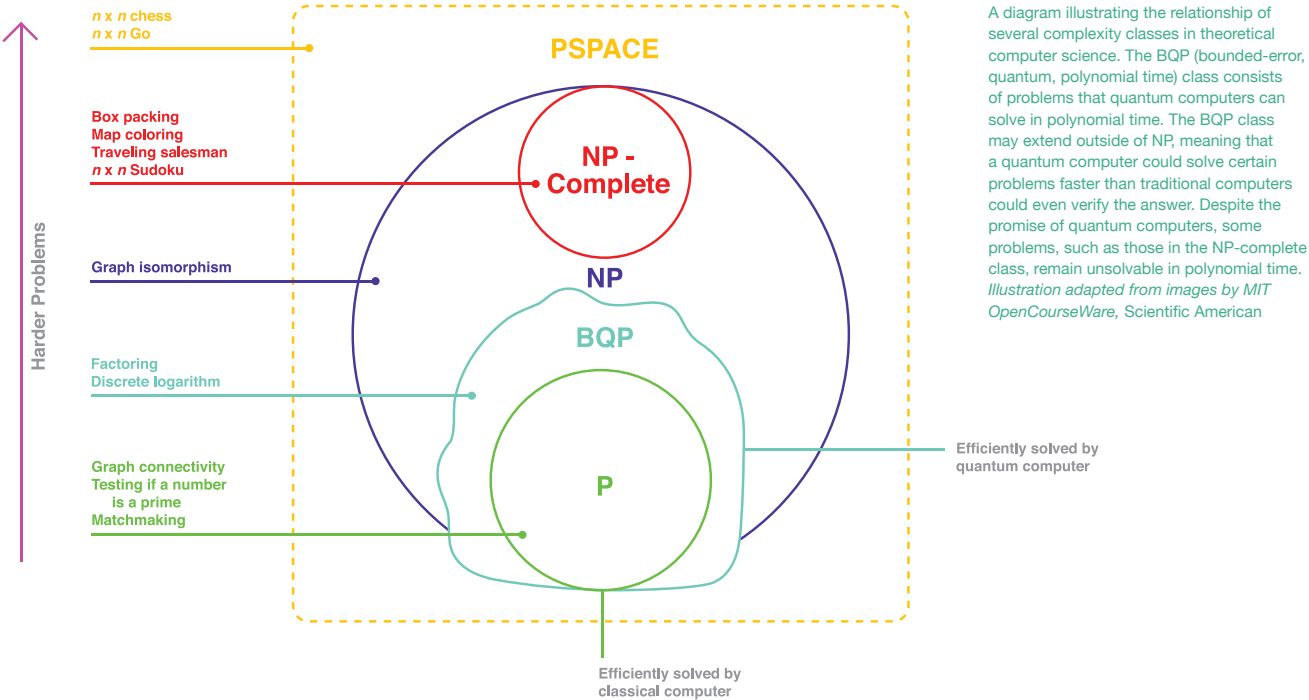 n x n chess
n x n Go
Box packing
Map coloring
Traveling salesman
n x n Sudoku
Graph isomorphism
Factoring
Discrete logarithm
Graph connectivity
Testing if a number
is a prime
Matchmaking
Harder Problems
PSPACE
NP -
Complete
NP
BQP
P
Efficiently solved by
quantum computer
Efficiently solved by
classical computer
A diagram illustrating the relationship of
several complexity classes in theoretical
computer science. The BQP (bounded-error,
quantum, polynomial time) class consists
of problems that quantum computers can
solve in polynomial time. The BQP class
may extend outside of NP, meaning that
a quantum computer could solve certain
problems faster than traditional computers
could even verify the answer. Despite the
promise of quantum computers, some
problems, such as those in the NP-complete
class, remain unsolvable in polynomial time.
Illustration adapted from images by MIT
OpenCourseWare, Scientific American